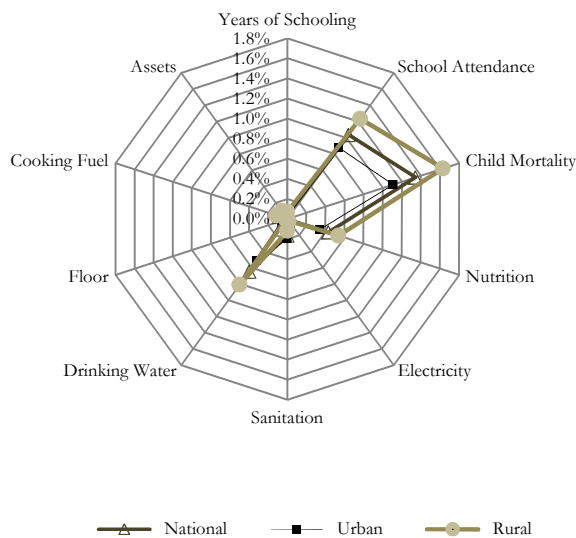 Years of Schooling
1.8%
1.6%
1.4%
1.2%
1.0%
0.8%
0.6%
0.4%
0.2%
0.0%
School Attendance
Child Mortality
Nutrition
Electricity
Sanitation
Drinking Water
Floor
Cooking Fuel
Assets
National
Urban
Rural